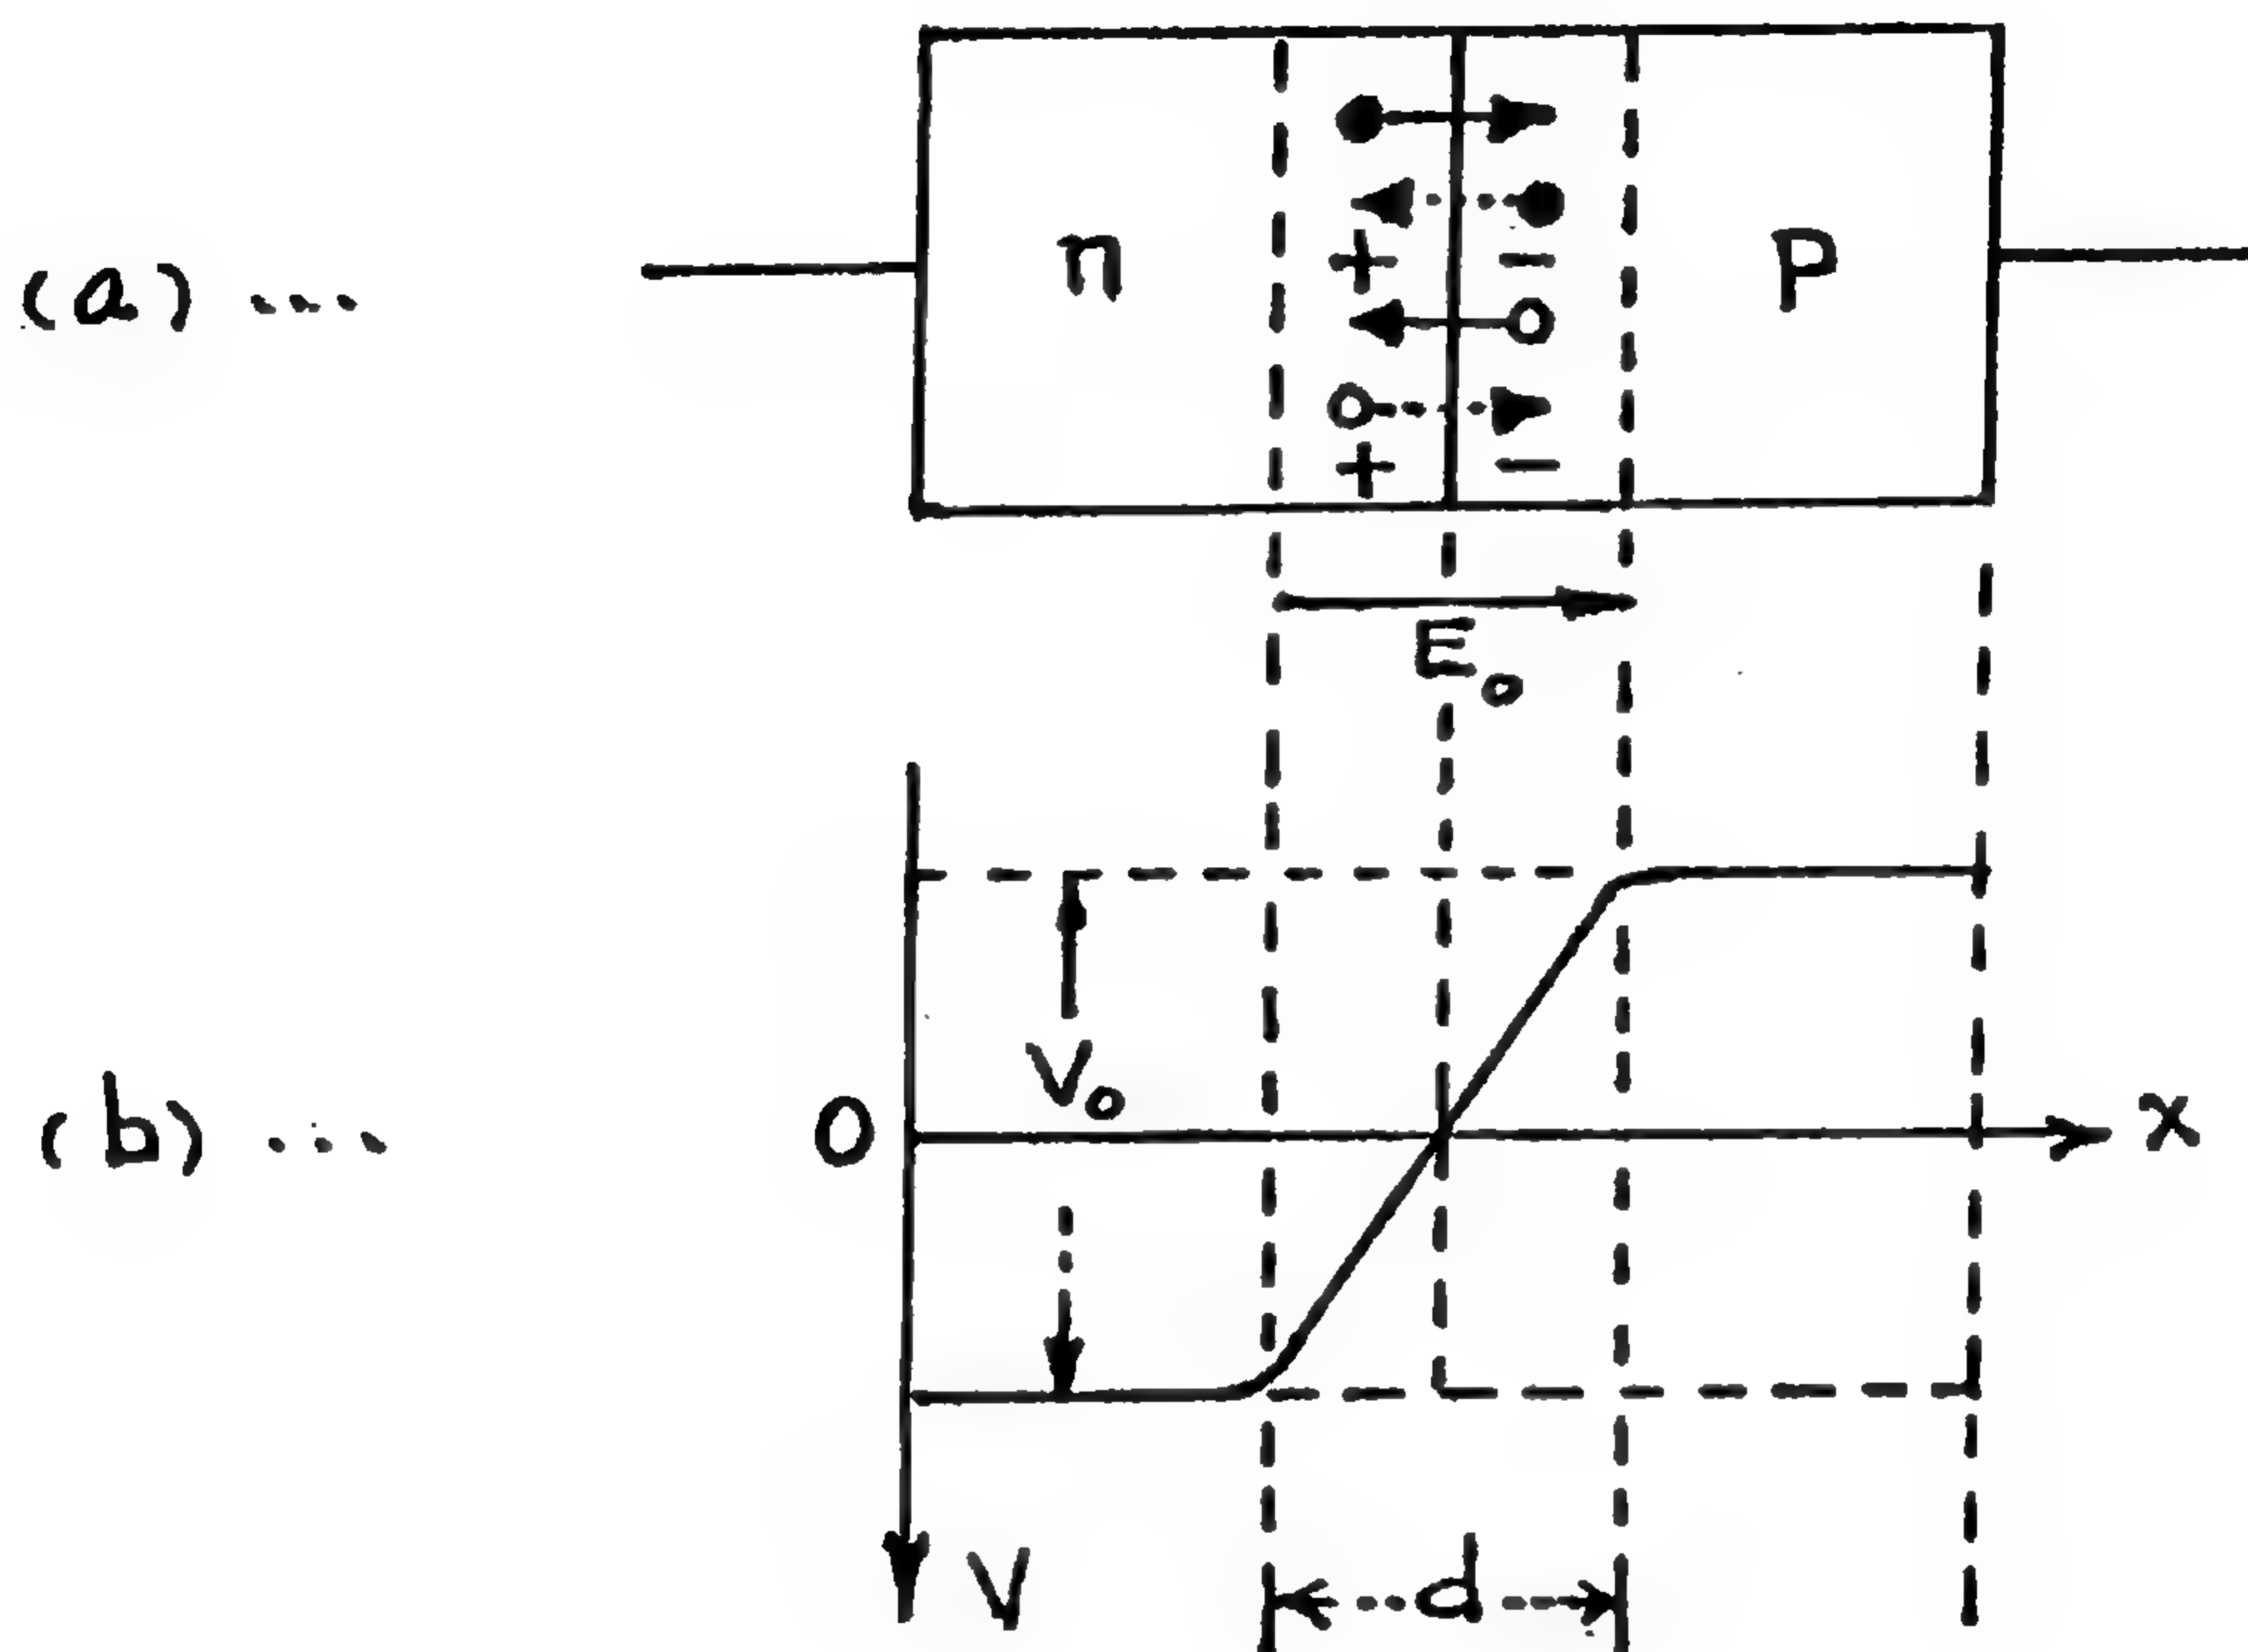 (a) ...
n
+ −
P
+ −
E₀
V₀
(b) ...
O
x
V
d